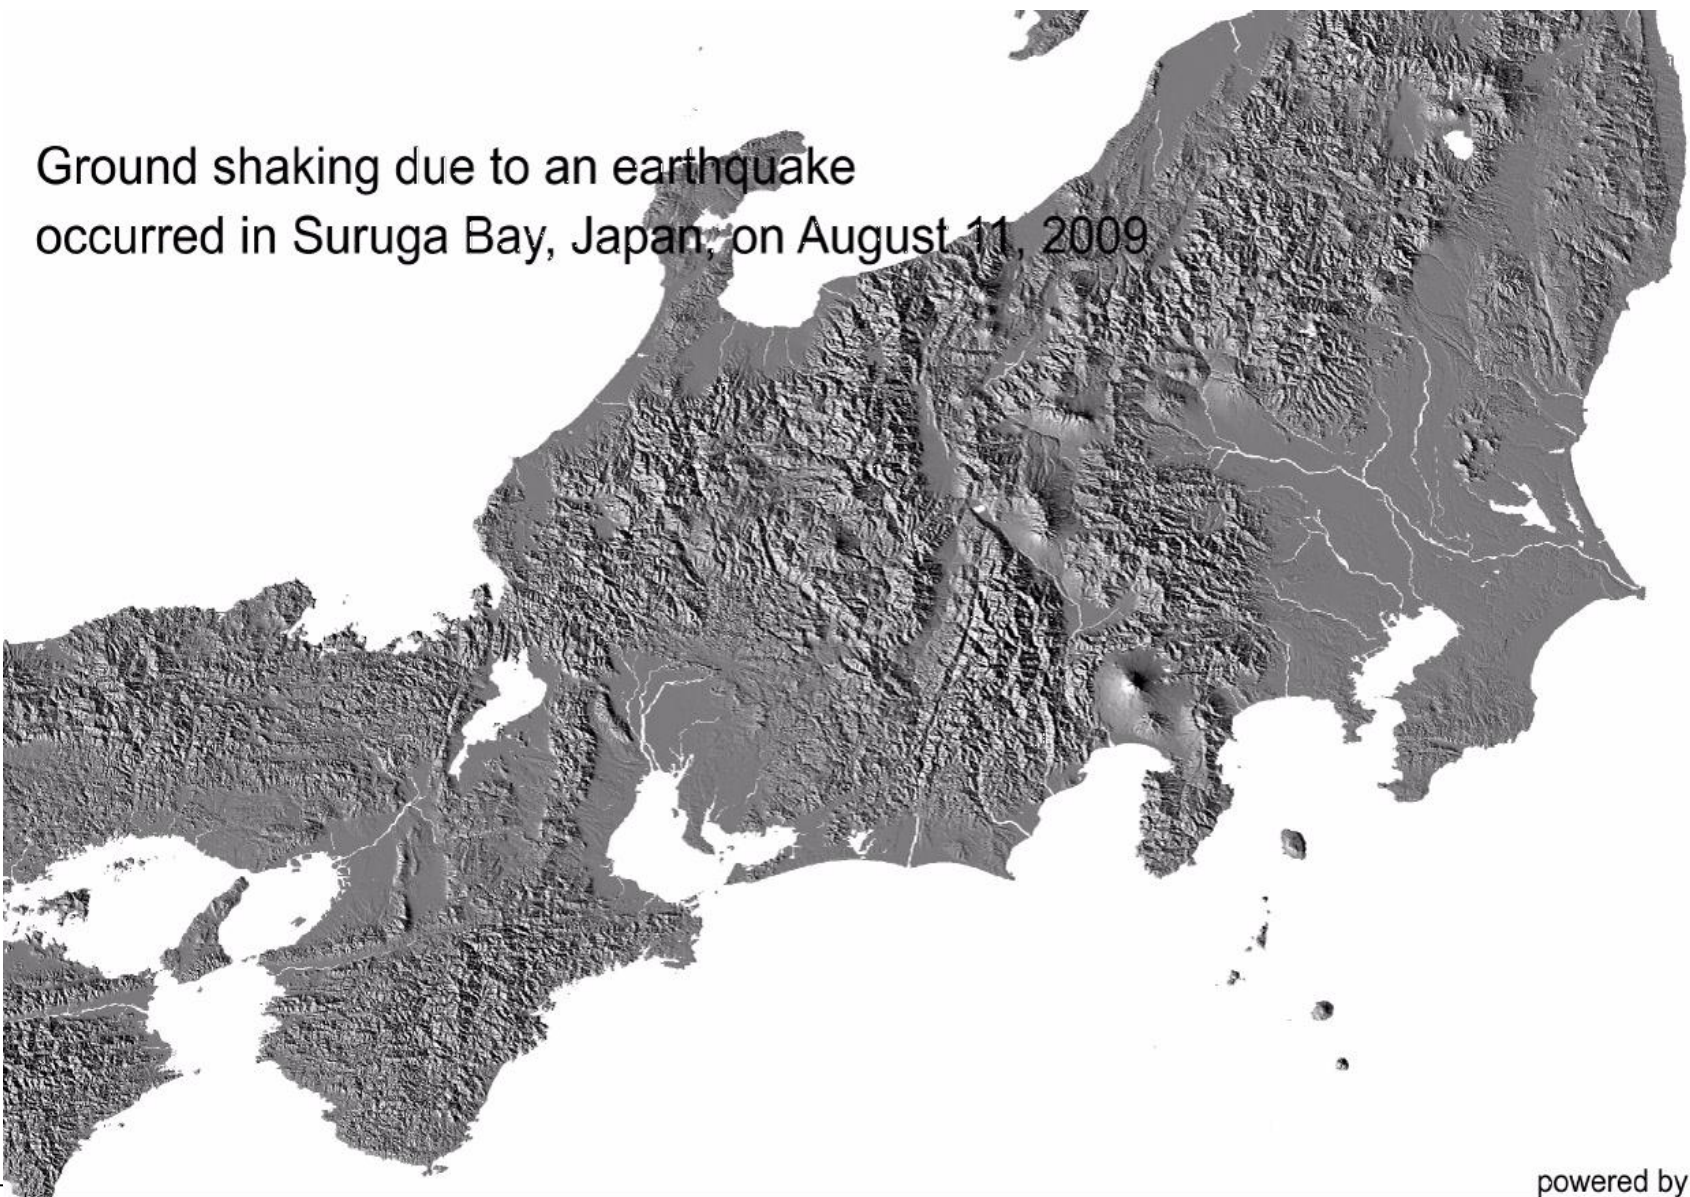 Ground shaking due to an earthquake
occurred in Suruga Bay, Japan, on August 11, 2009
powered by